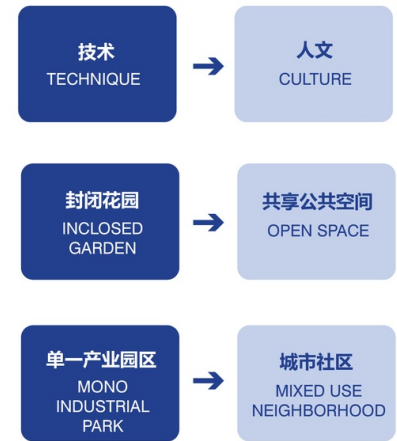 技术
TECHNIQUE
人文
CULTURE
封闭花园
INCLOSED
GARDEN
共享公共空间
OPEN SPACE
单一产业园区
MONO
INDUSTRIAL
PARK
城市社区
MIXED USE
NEIGHBORHOOD